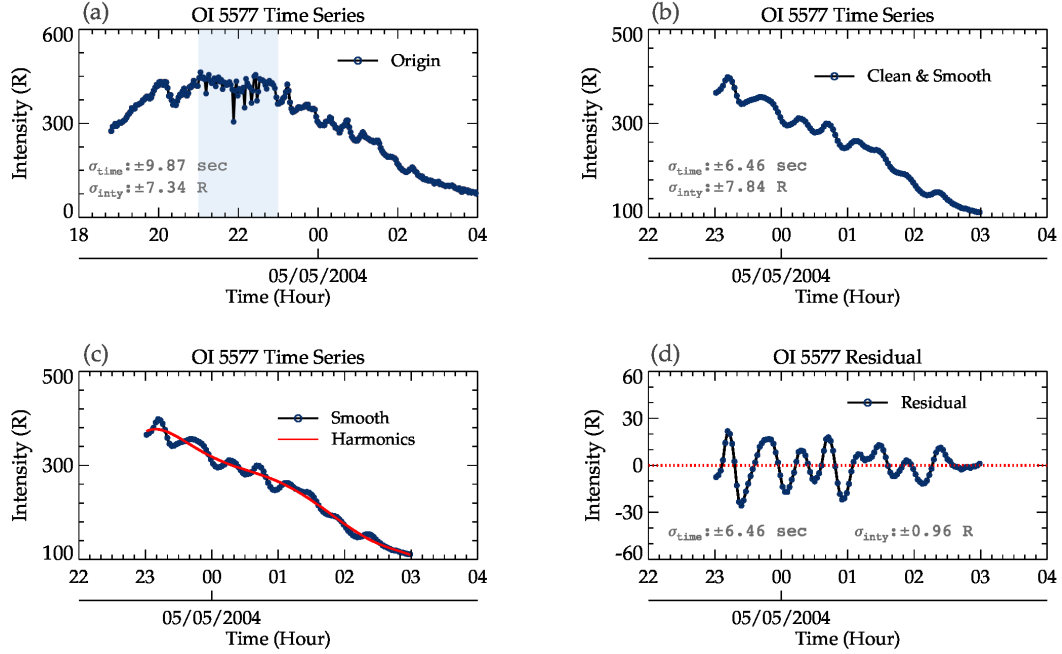 (a)
OI 5577 Time Series
600
300
0
Intensity (R)
Origin
σtime:±9.87 sec
σinty:±7.34 R
18 20 22 00 02 04
05/05/2004
Time (Hour)
(b)
OI 5577 Time Series
500
300
100
Intensity (R)
Clean & Smooth
σtime:±6.46 sec
σinty:±7.84 R
22 23 00 01 02 03 04
05/05/2004
Time (Hour)
(c)
OI 5577 Time Series
500
300
100
Intensity (R)
Smooth
Harmonics
22 23 00 01 02 03 04
05/05/2004
Time (Hour)
(d)
OI 5577 Residual
60
30
0
-30
-60
Intensity (R)
Residual
σtime:±6.46 sec σinty:±0.96 R
22 23 00 01 02 03 04
05/05/2004
Time (Hour)